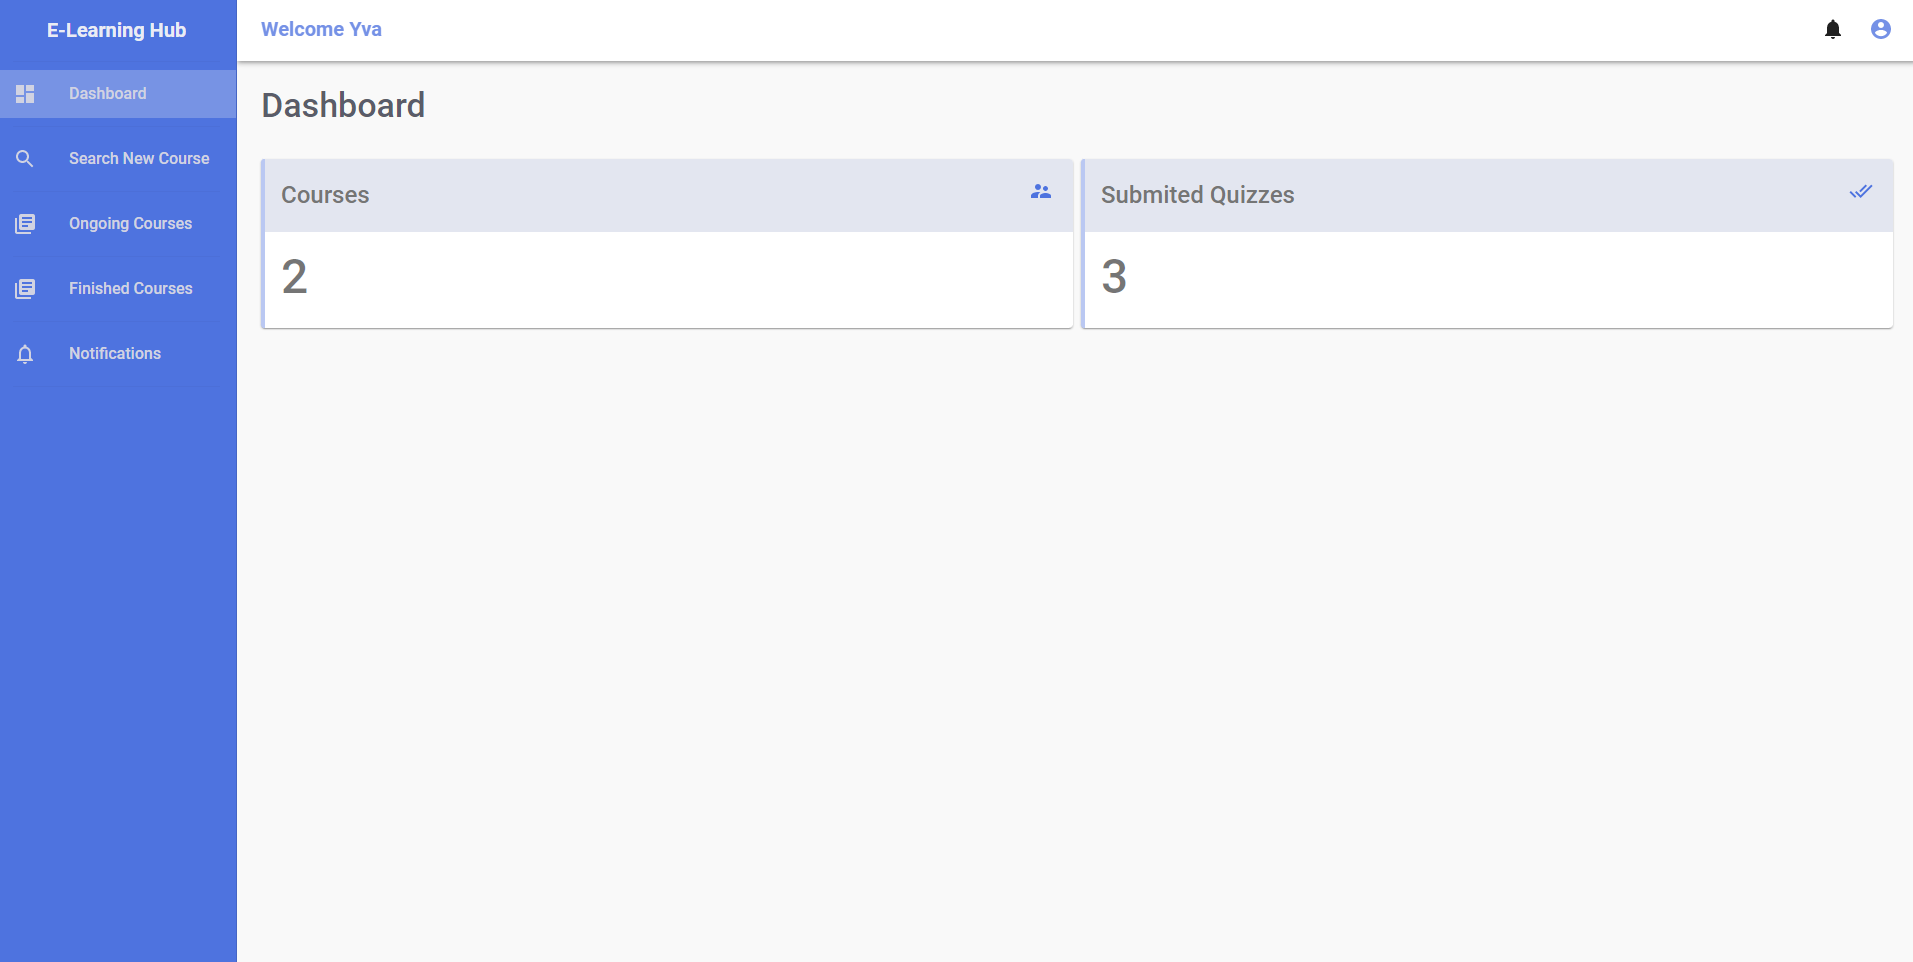 E-Learning Hub
Welcome Yva
Dashboard
Search New Course
Ongoing Courses
Finished Courses
Notifications
Dashboard
Courses
2
Submited Quizzes
3